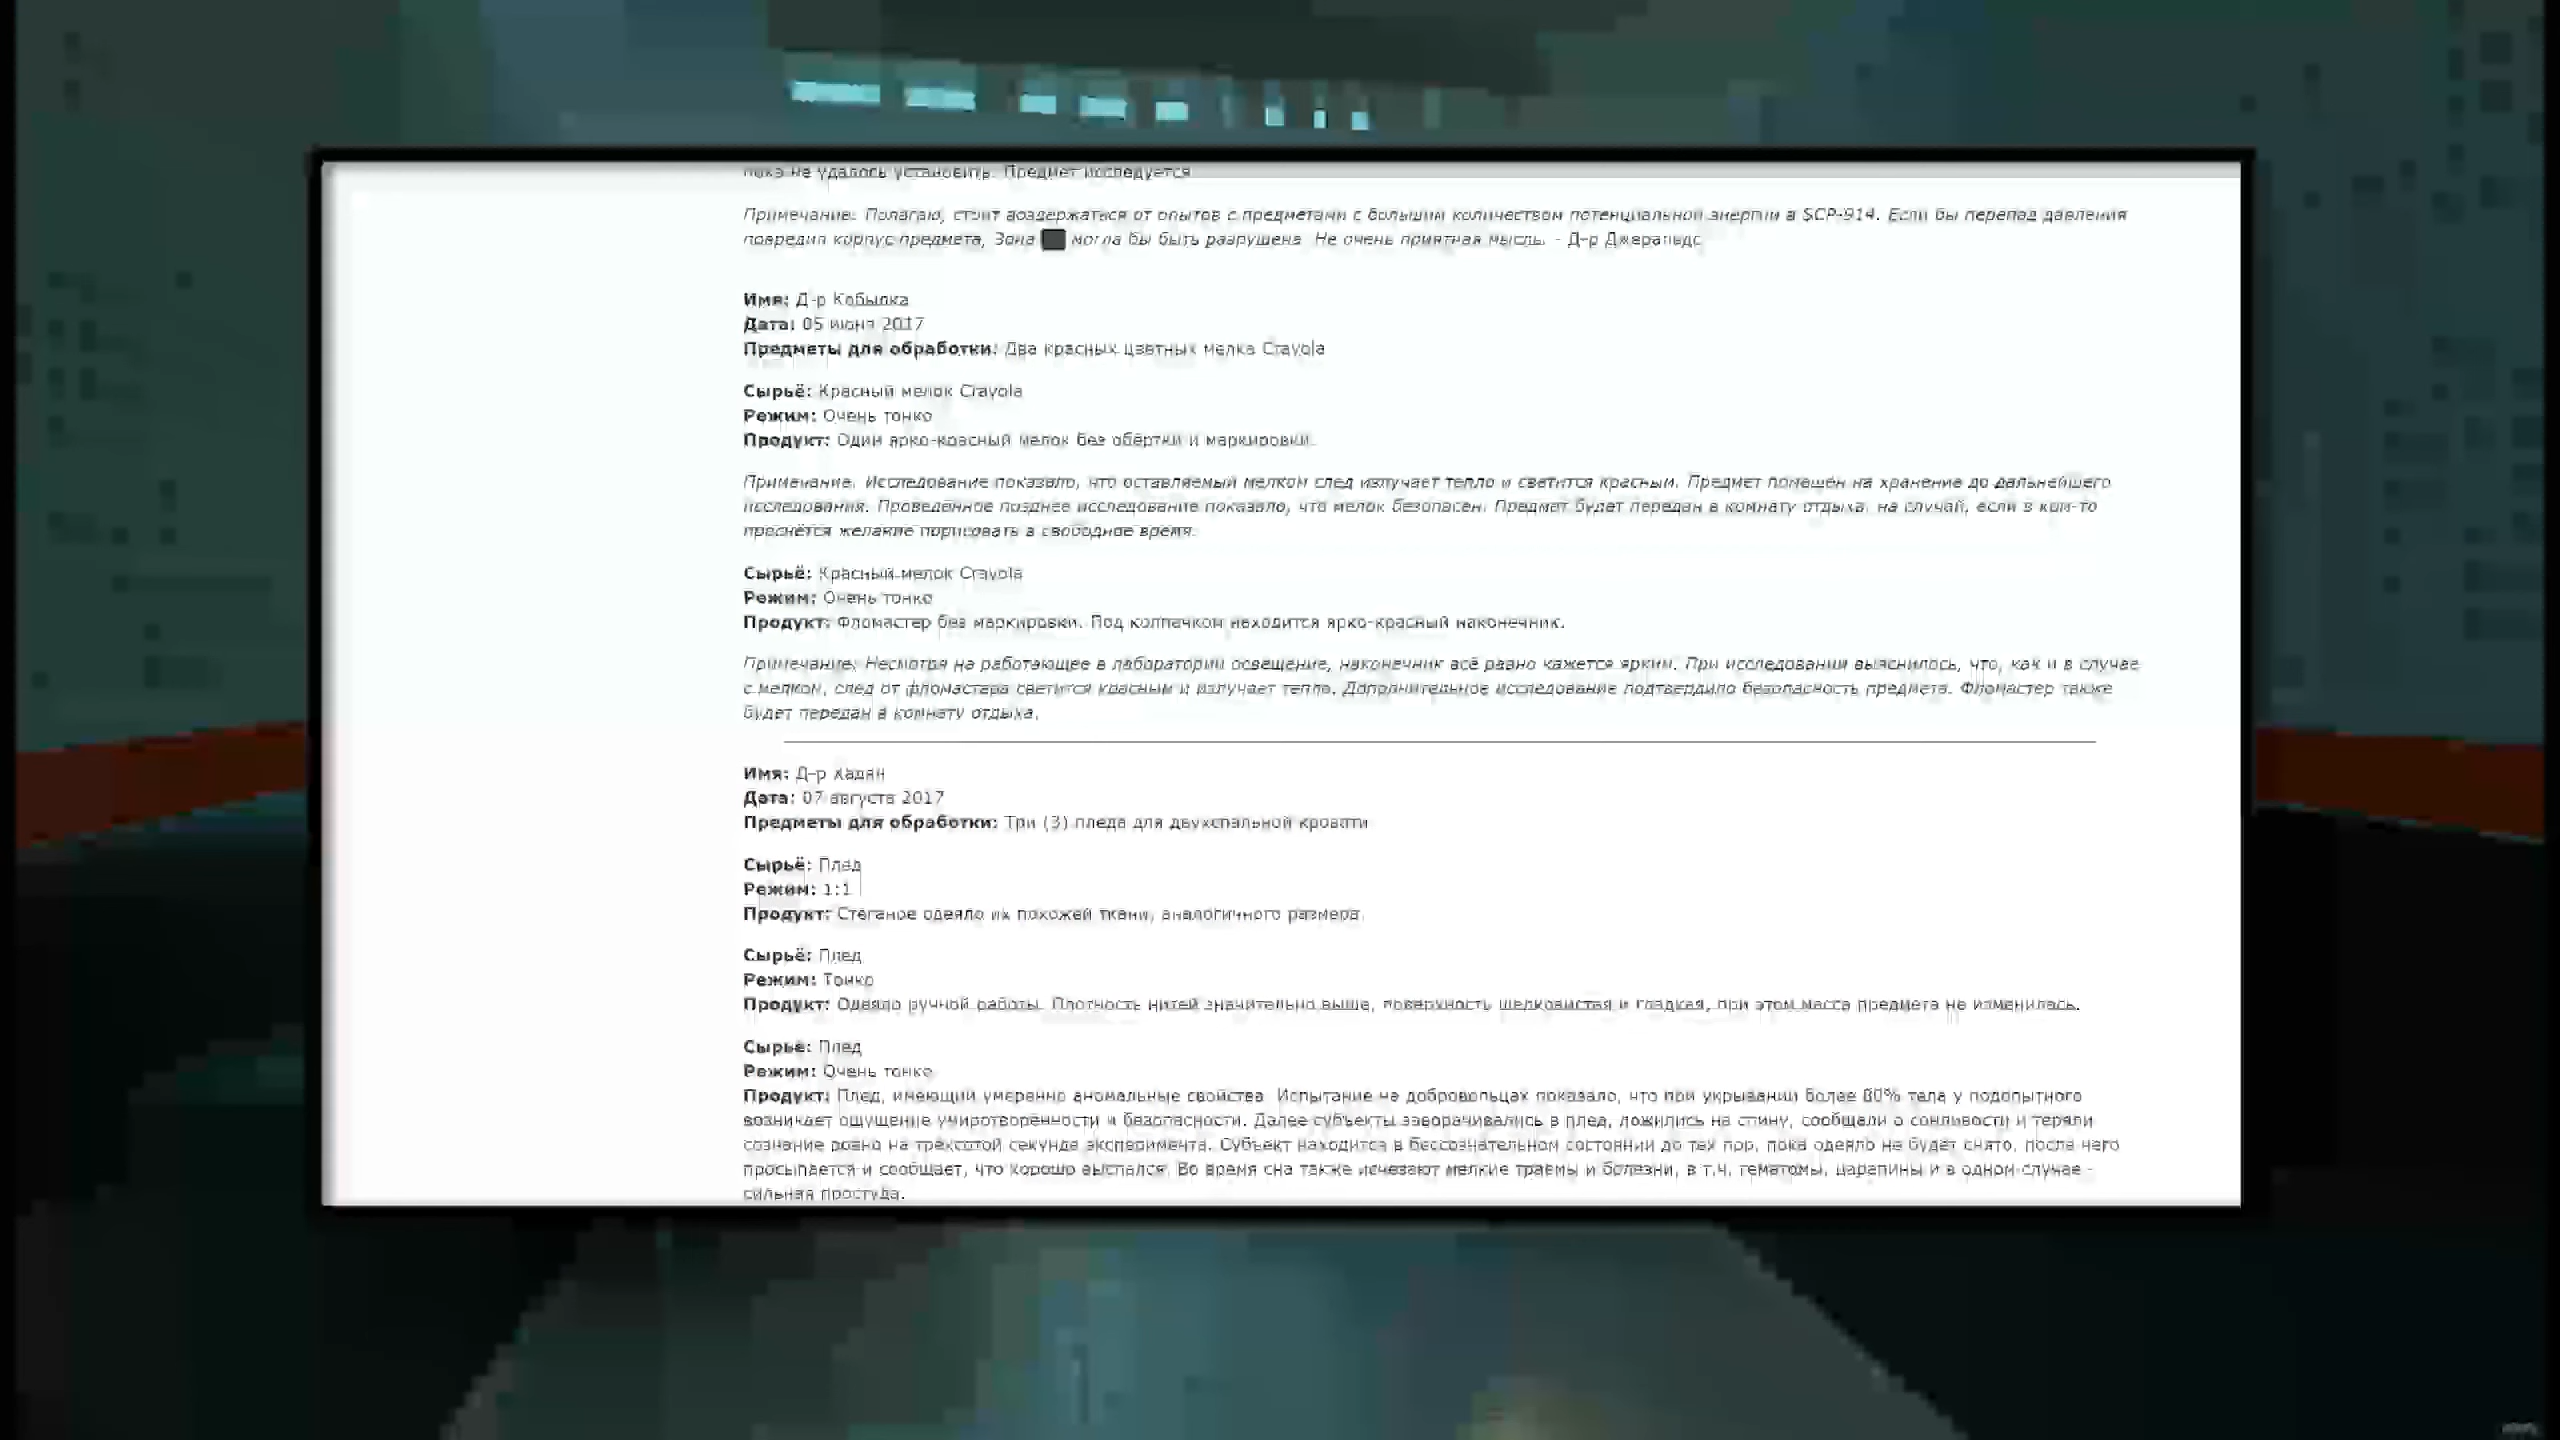 пока не удалось установить. Предмет исследуется.
Примечание: Полагаю, стоит воздержаться от опытов с предметами с большим количеством потенциальной энергии в SCP-914. Если бы перепад давления
повредил корпус предмета, Зона ██ могла бы быть разрушена. Не очень приятная мысль. - Д-р Джеральдс
Имя: Д-р Кобылка
Дата: 05 июня 2017
Предметы для обработки: Два красных цветных мелка Crayola
Сырьё: Красный мелок Crayola
Режим: Очень тонко
Продукт: Один ярко-красный мелок без обёртки и маркировки.
Примечание: Исследование показало, что оставляемый мелком след излучает тепло и светится красным. Предмет помещён на хранение до дальнейшего
исследования. Проведённое позднее исследование показало, что мелок безопасен. Предмет будет передан в комнату отдыха, на случай, если в ком-то
проснётся желание порисовать в свободное время.
Сырьё: Красный мелок Crayola
Режим: Очень тонко
Продукт: Фломастер без маркировки. Под колпачком находится ярко-красный наконечник.
Примечание: Несмотря на работающее в лаборатории освещение, наконечник всё равно кажется ярким. При исследовании выяснилось, что, как и в случае
с мелком, след от фломастера светится красным и излучает тепло. Дополнительное исследование подтвердило безопасность предмета. Фломастер также
будет передан в комнату отдыха.
Имя: Д-р Хадян
Дата: 07 августа 2017
Предметы для обработки: Три (3) пледа для двухспальной кровати
Сырьё: Плед
Режим: 1:1
Продукт: Стёганое одеяло их похожей ткани, аналогичного размера.
Сырьё: Плед
Режим: Тонко
Продукт: Одеяло ручной работы. Плотность нитей значительно выше, поверхность шелковистая и гладкая, при этом масса предмета не изменилась.
Сырье: Плед
Режим: Очень тонко
Продукт: Плед, имеющий умеренно аномальные свойства. Испытание на добровольцах показало, что при укрывании более 80% тела у подопытного
возникает ощущение умиротворённости и безопасности. Далее субъекты заворачивались в плед, ложились на спину, сообщали о сонливости и теряли
сознание ровно на трёхсотой секунде эксперимента. Субъект находится в бессознательном состоянии до тех пор, пока одеяло не будет снято, после чего
просыпается и сообщает, что хорошо выспался. Во время сна также исчезают мелкие травмы и болезни, в т.ч. гематомы, царапины и в одном случае -
сильная простуда.